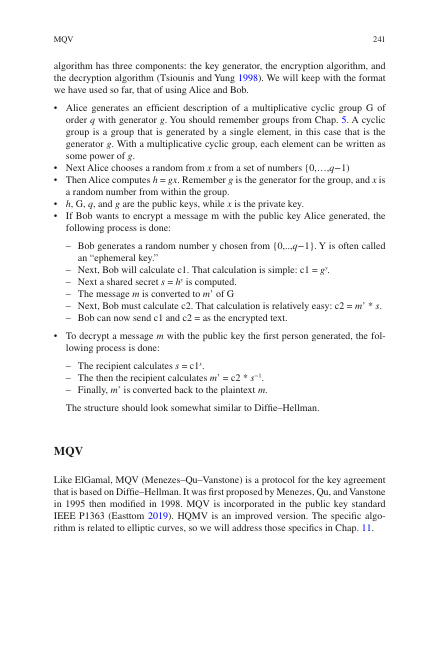 MQV 241
algorithm has three components: the key generator, the encryption algorithm, and
the decryption algorithm (Tsiounis and Yung 1998). We will keep with the format
we have used so far, that of using Alice and Bob.
• Alice generates an efficient description of a multiplicative cyclic group G of
order q with generator g. You should remember groups from Chap. 5. A cyclic
group is a group that is generated by a single element, in this case that is the
generator g. With a multiplicative cyclic group, each element can be written as
some power of g.
• Next Alice chooses a random from x from a set of numbers {0,…,q−1)
• Then Alice computes h = gx. Remember g is the generator for the group, and x is
a random number from within the group.
• h, G, q, and g are the public keys, while x is the private key.
• If Bob wants to encrypt a message m with the public key Alice generated, the
following process is done:
– Bob generates a random number y chosen from {0,..,q−1}. Y is often called
an “ephemeral key.”
– Next, Bob will calculate c1. That calculation is simple: c1 = gʸ.
– Next a shared secret s = hˣ is computed.
– The message m is converted to m’ of G
– Next, Bob must calculate c2. That calculation is relatively easy: c2 = m’ * s.
– Bob can now send c1 and c2 = as the encrypted text.
• To decrypt a message m with the public key the first person generated, the fol-
lowing process is done:
– The recipient calculates s = c1ˣ.
– The then the recipient calculates m’ = c2 * s⁻¹.
– Finally, m’ is converted back to the plaintext m.
The structure should look somewhat similar to Diffie–Hellman.
MQV
Like ElGamal, MQV (Menezes–Qu–Vanstone) is a protocol for the key agreement
that is based on Diffie–Hellman. It was first proposed by Menezes, Qu, and Vanstone
in 1995 then modified in 1998. MQV is incorporated in the public key standard
IEEE P1363 (Easttom 2019). HQMV is an improved version. The specific algo-
rithm is related to elliptic curves, so we will address those specifics in Chap. 11.